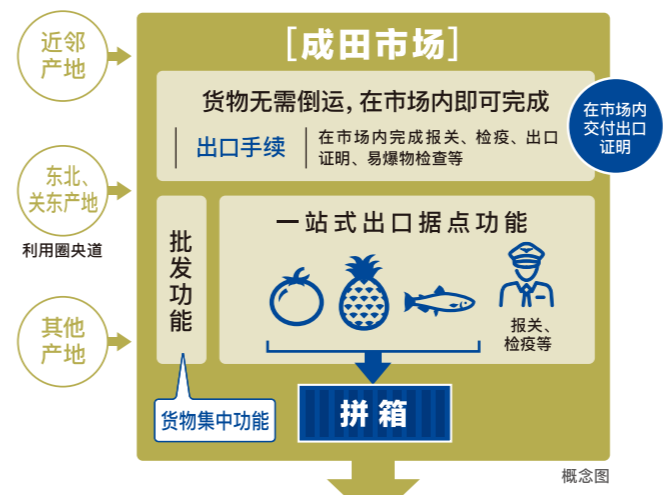 近邻
产地
[成田市场]
货物无需倒运, 在市场内即可完成
出口手续
在市场内完成报关、检疫、出口
证明、易爆物检查等
在市场内
交付出口
证明
东北、
关东产地
利用圈央道
其他
产地
批发功能
一站式出口据点功能
报关、
检疫等
货物集中功能
拼箱
概念图